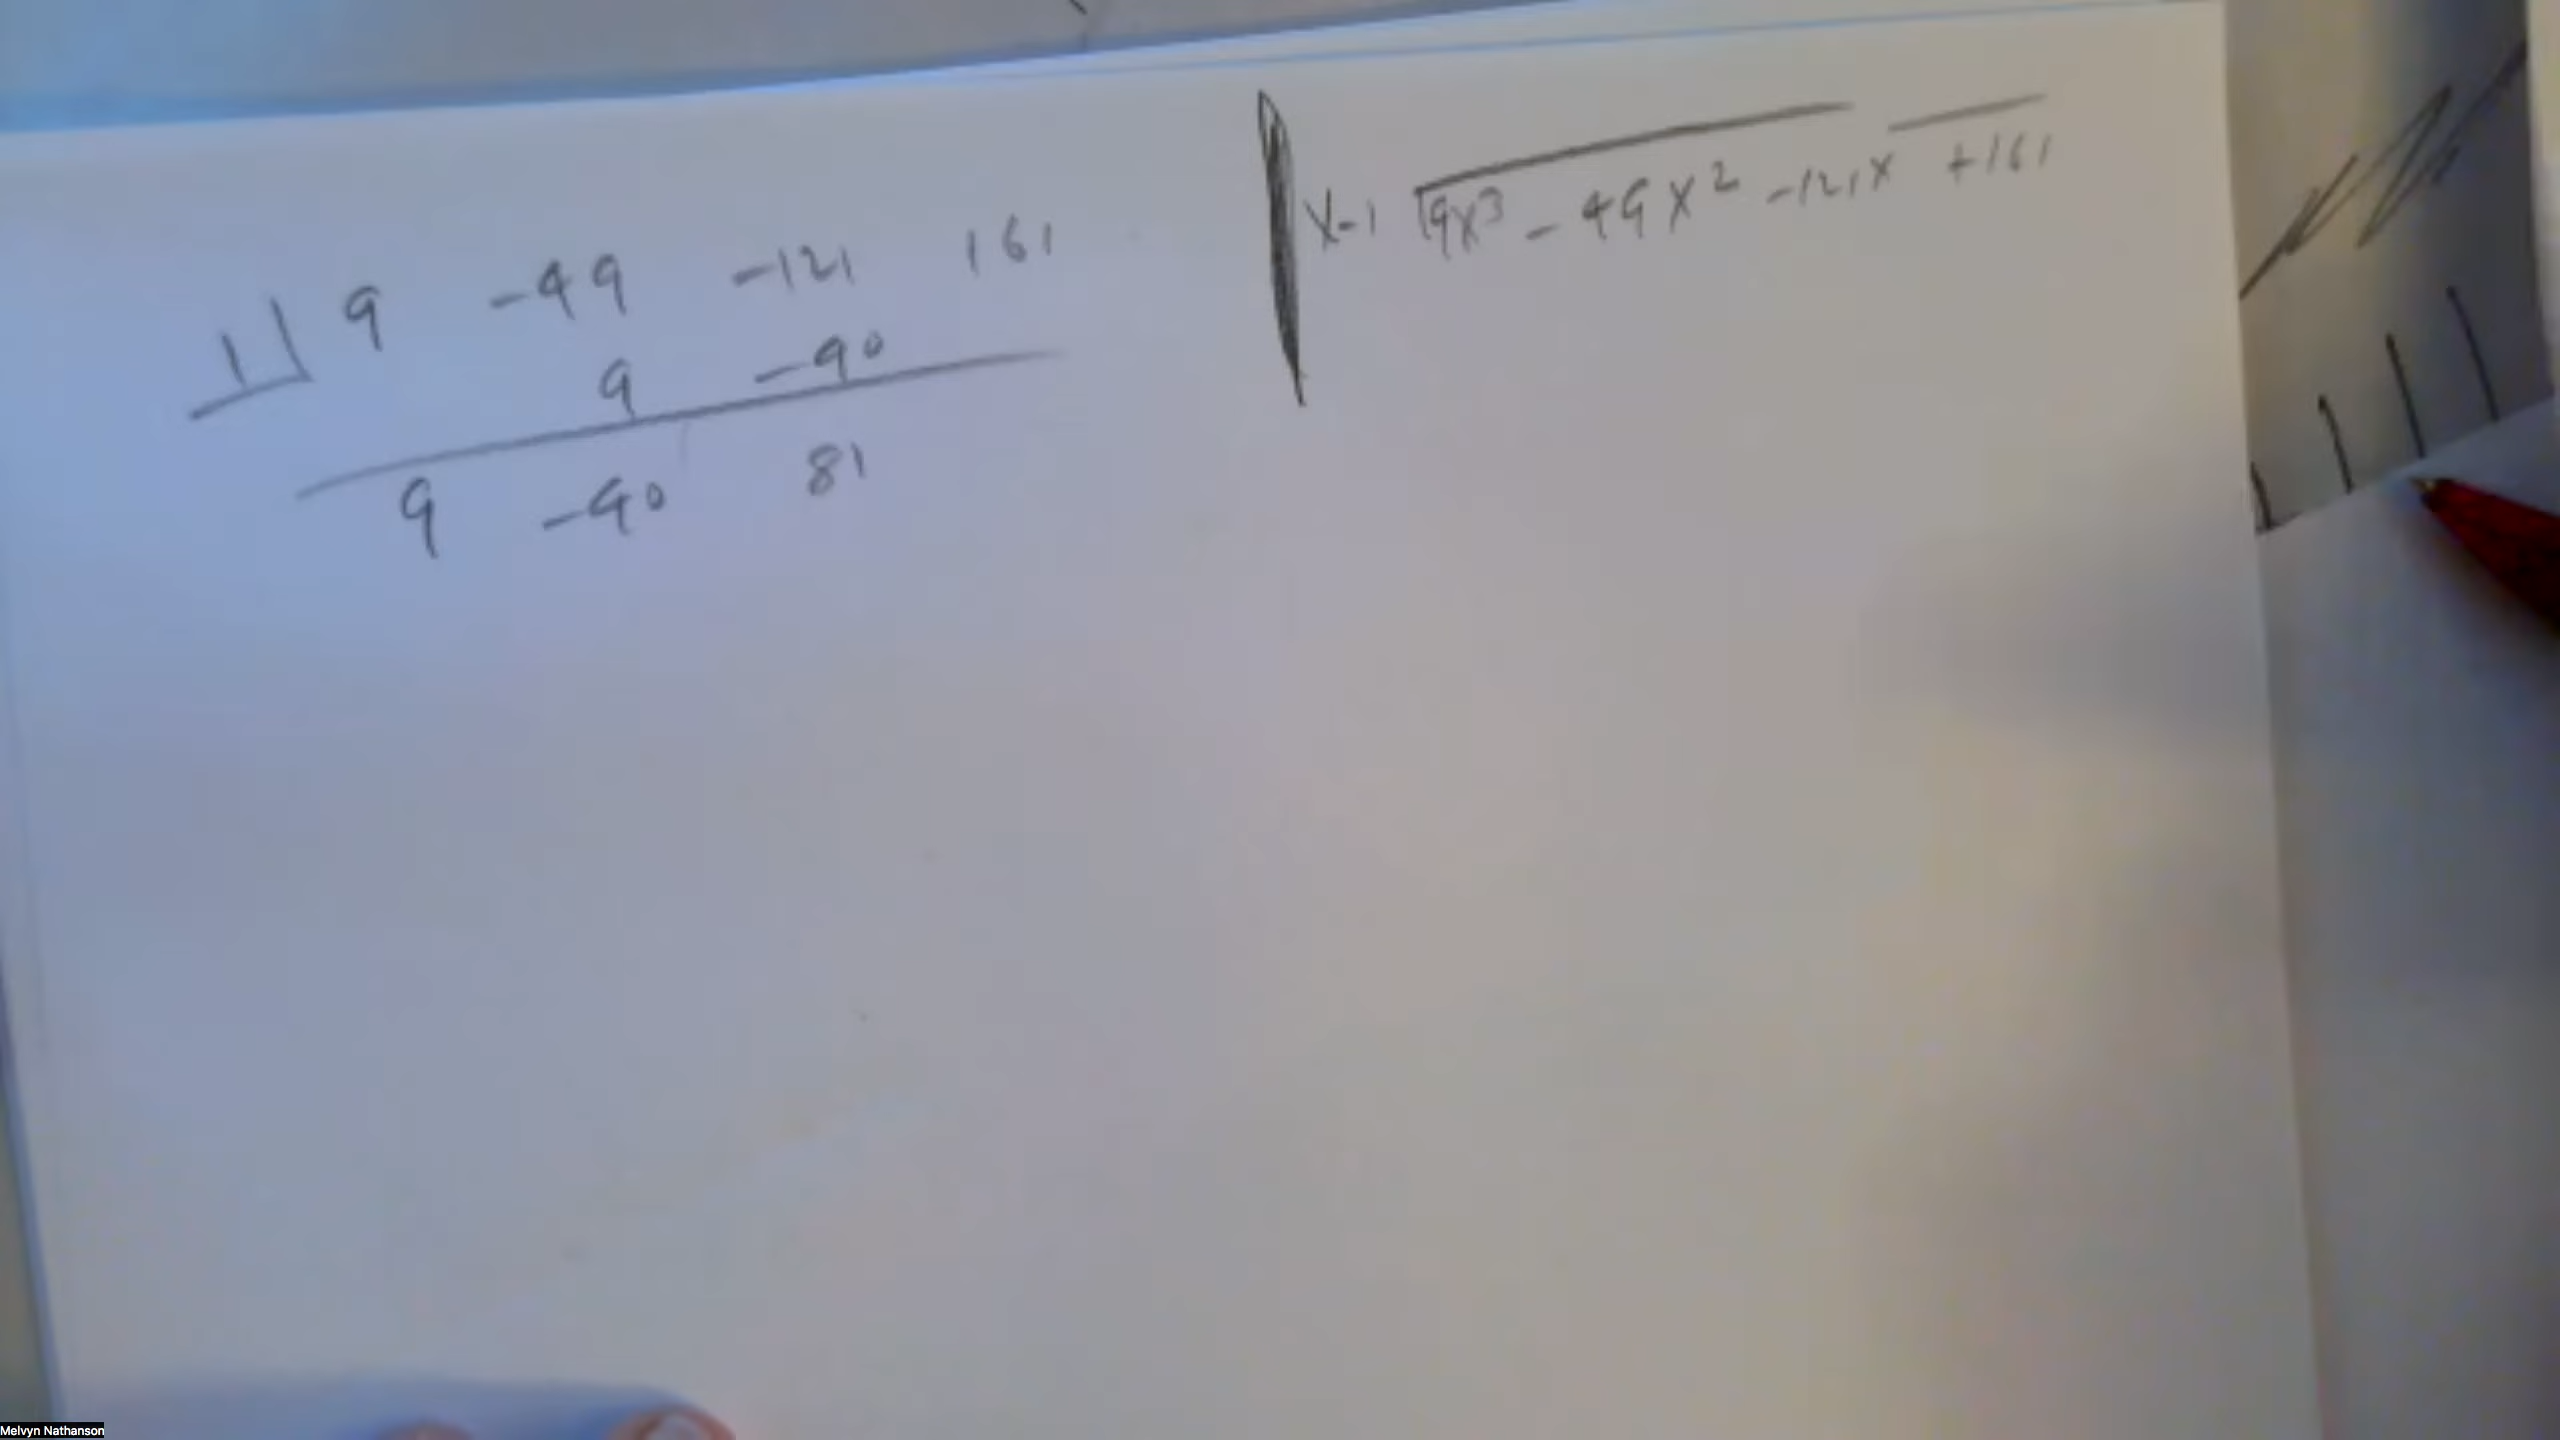 1| 9 -49 -121 161
9 -90
9 -90 81
x-1 9x³ - 49x² -121x +161
Melvyn Nathanson